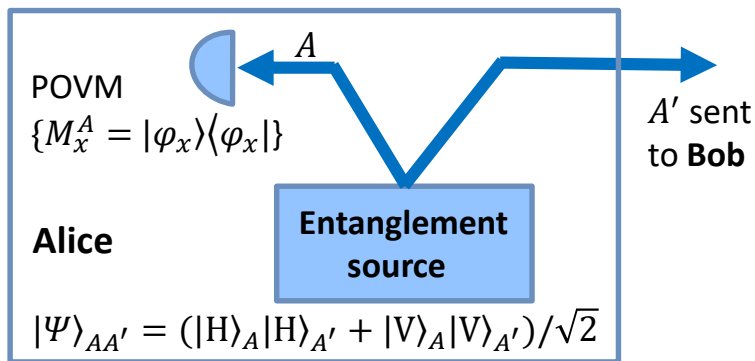 A
POVM
{M_x^A = |φ_x⟩⟨φ_x|}
A′ sent
to Bob
Entanglement
source
Alice
|Ψ⟩_{AA′} = (|H⟩_A|H⟩_{A′} + |V⟩_A|V⟩_{A′})/√2